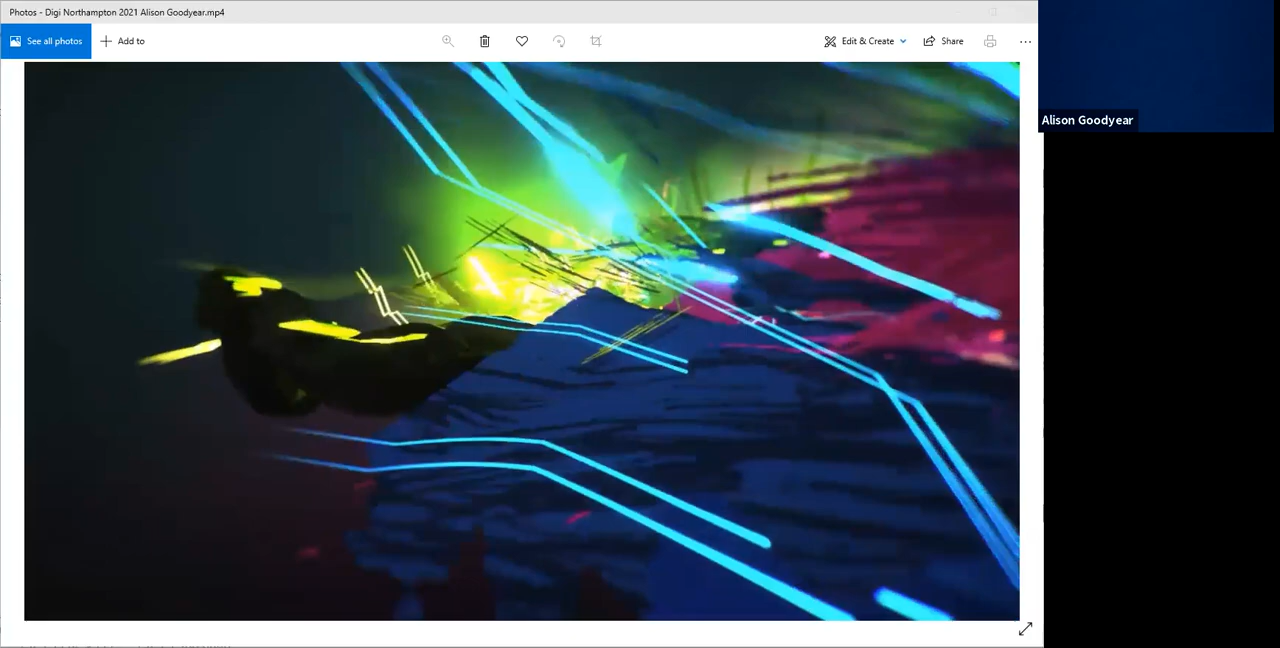 Photos - Digi Northampton 2021 Alison Goodyear.mp4
See all photos
Add to
Edit & Create
Share
Alison Goodyear